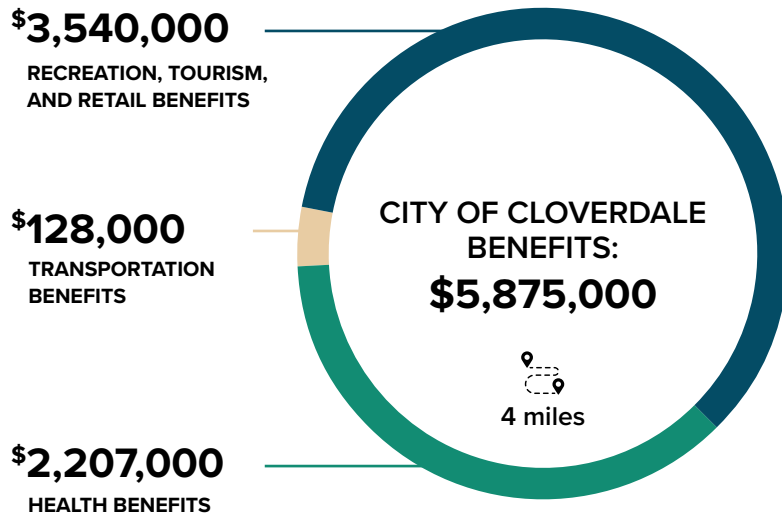 $3,540,000
RECREATION, TOURISM,
AND RETAIL BENEFITS
$128,000
TRANSPORTATION
BENEFITS
$2,207,000
HEALTH BENEFITS
CITY OF CLOVERDALE
BENEFITS:
$5,875,000
4 miles